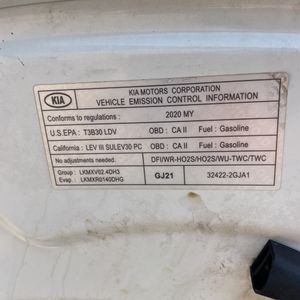 KIA
KIA MOTORS CORPORATION
VEHICLE EMISSION CONTROL INFORMATION
Conforms to regulations : 2020 MY
U.S.EPA : T3B30 LDV OBD : CA II Fuel : Gasoline
California : LEV III SULEV30 PC OBD : CA II Fuel : Gasoline
No adjustments needed. DFI/WR-HO2S/HO2S/WU-TWC/TWC
Group : LKMXV02.4DH3
Evap. : LKMXR0140DHG
GJ21 32422-2GJA1